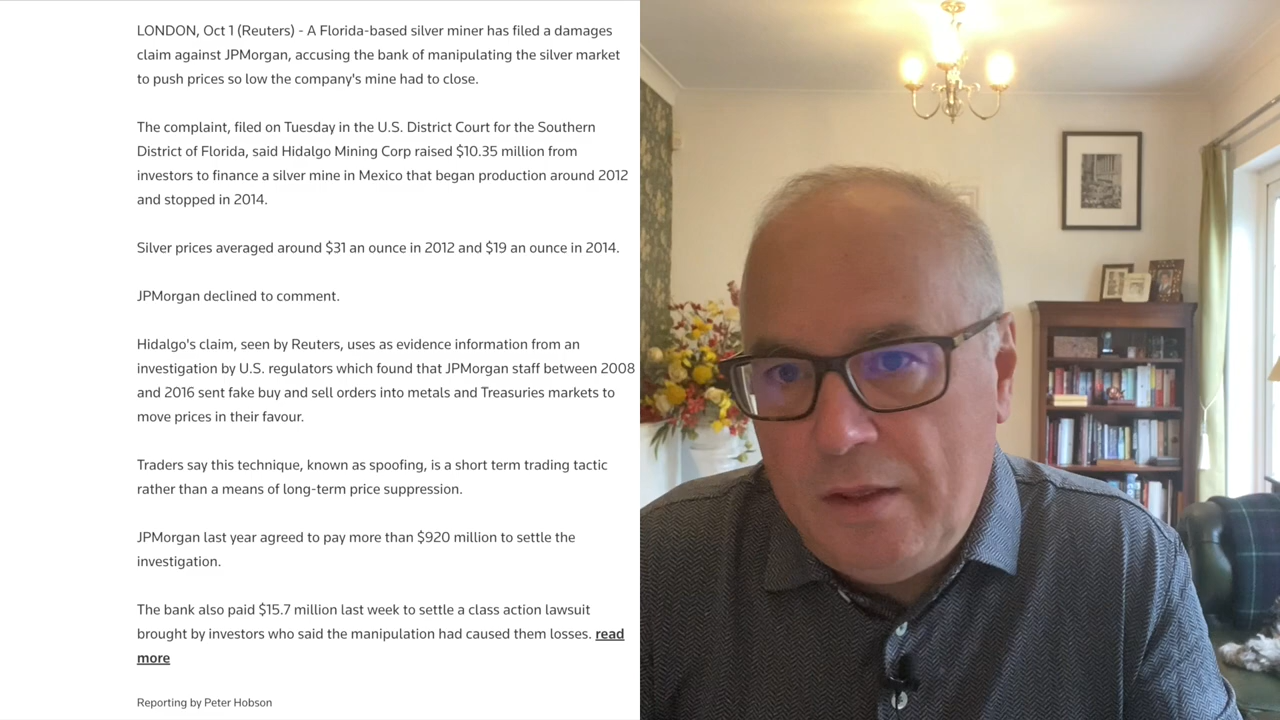 LONDON, Oct 1 (Reuters) - A Florida-based silver miner has filed a damages
claim against JPMorgan, accusing the bank of manipulating the silver market
to push prices so low the company's mine had to close.
The complaint, filed on Tuesday in the U.S. District Court for the Southern
District of Florida, said Hidalgo Mining Corp raised $10.35 million from
investors to finance a silver mine in Mexico that began production around 2012
and stopped in 2014.
Silver prices averaged around $31 an ounce in 2012 and $19 an ounce in 2014.
JPMorgan declined to comment.
Hidalgo's claim, seen by Reuters, uses as evidence information from an
investigation by U.S. regulators which found that JPMorgan staff between 2008
and 2016 sent fake buy and sell orders into metals and Treasuries markets to
move prices in their favour.
Traders say this technique, known as spoofing, is a short term trading tactic
rather than a means of long-term price suppression.
JPMorgan last year agreed to pay more than $920 million to settle the
investigation.
The bank also paid $15.7 million last week to settle a class action lawsuit
brought by investors who said the manipulation had caused them losses. read
more
Reporting by Peter Hobson